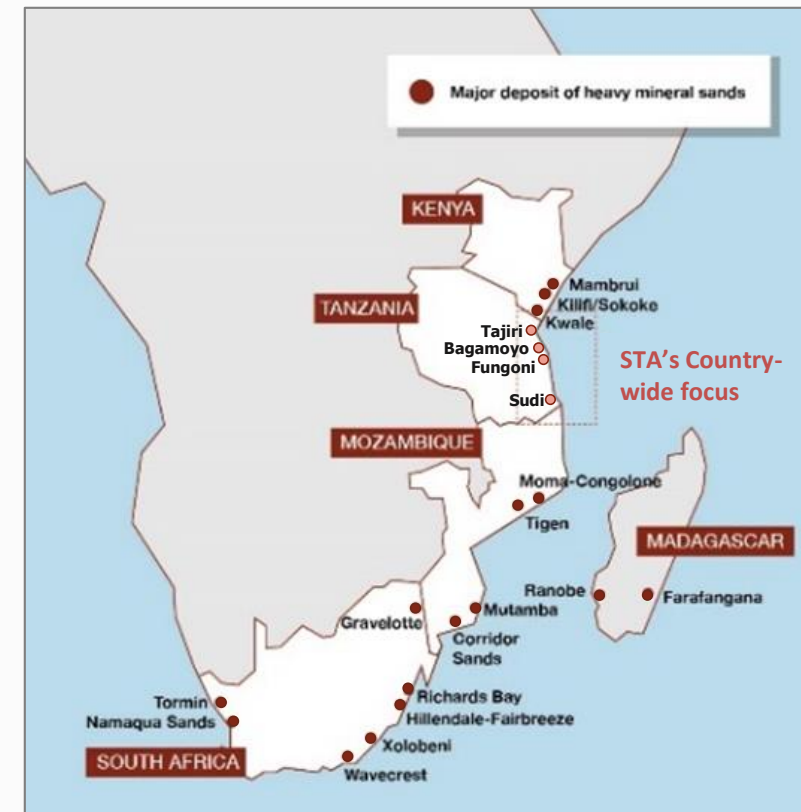 Major deposit of heavy mineral sands
KENYA
Mambrui
Kilifi/Sokoke
Kwale
TANZANIA
Tajiri
Bagamoyo
Fungoni
Sudi
STA's Country-
wide focus
MOZAMBIQUE
Moma-Congolone
Tigen
MADAGASCAR
Ranobe
Farafangana
Gravelotte
Mutamba
Corridor
Sands
Richards Bay
Hillendale-Fairbreeze
Tormin
Namaqua Sands
Xolobeni
SOUTH AFRICA
Wavecrest